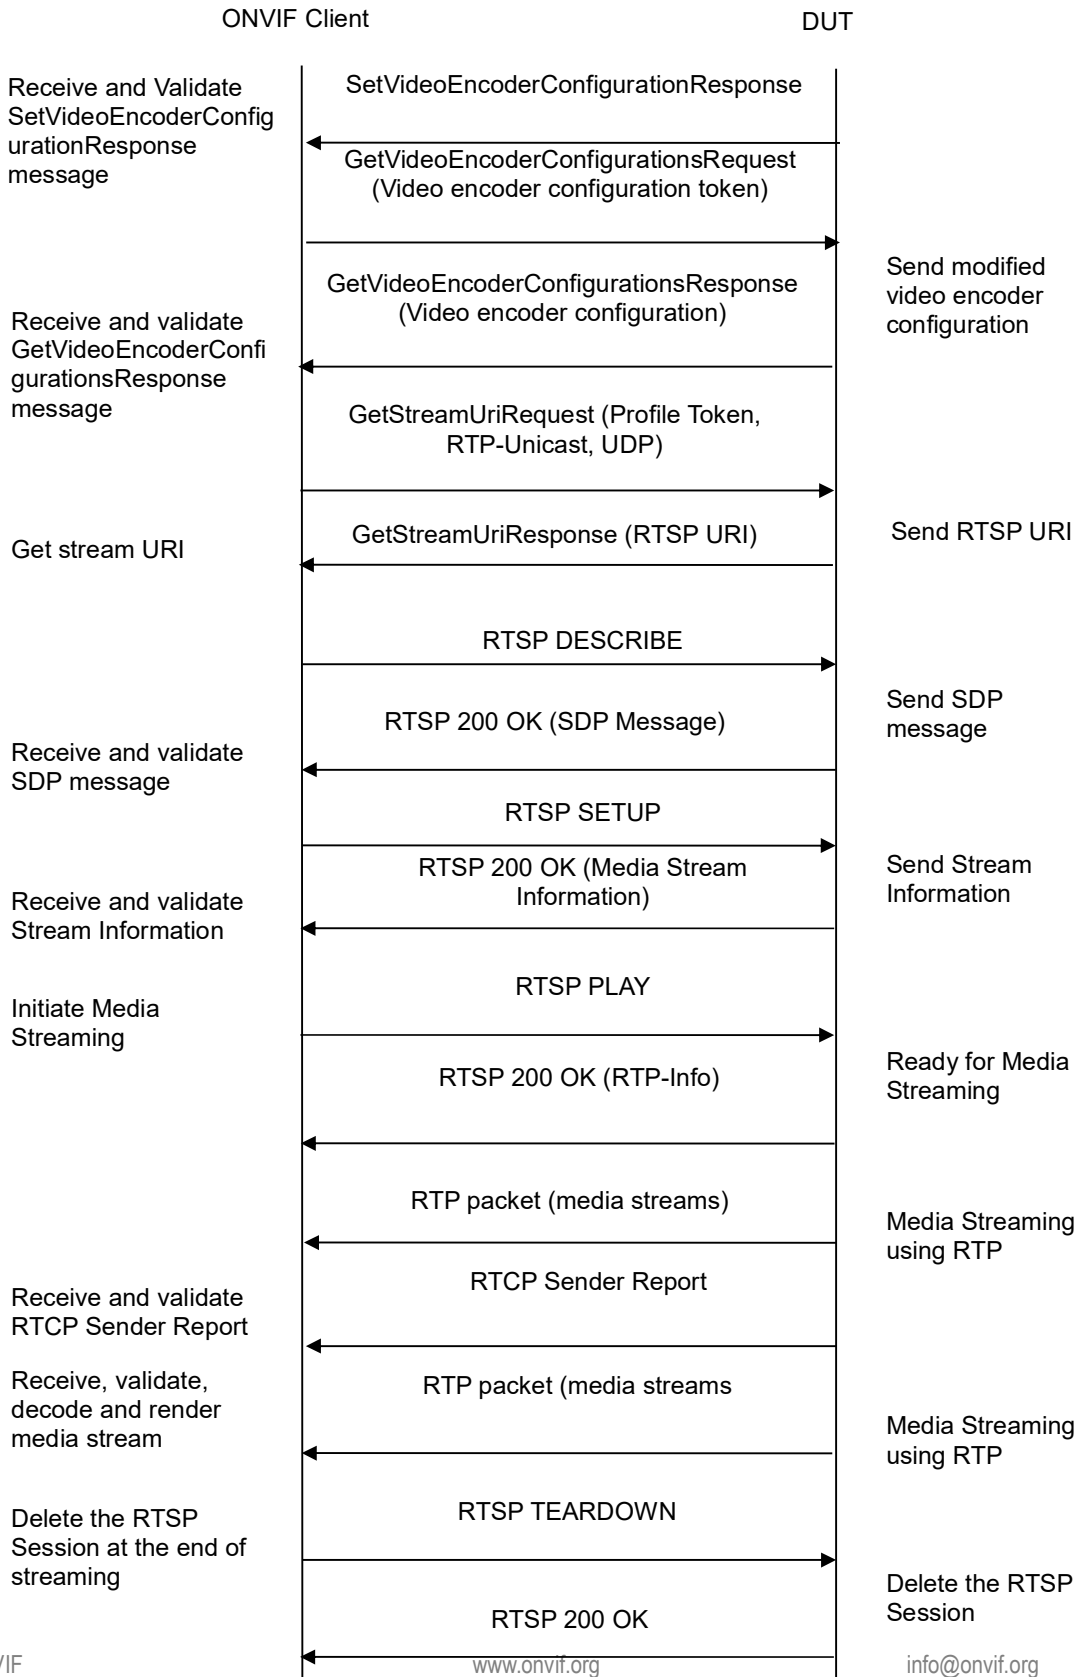 ONVIF Client
DUT
SetVideoEncoderConfigurationResponse
Receive and Validate
SetVideoEncoderConfig
urationResponse
message
GetVideoEncoderConfigurationsRequest
(Video encoder configuration token)
Send modified
video encoder
configuration
GetVideoEncoderConfigurationsResponse
(Video encoder configuration)
Receive and validate
GetVideoEncoderConfi
gurationsResponse
message
GetStreamUriRequest (Profile Token,
RTP-Unicast, UDP)
GetStreamUriResponse (RTSP URI)
Send RTSP URI
Get stream URI
RTSP DESCRIBE
Send SDP
message
RTSP 200 OK (SDP Message)
Receive and validate
SDP message
RTSP SETUP
RTSP 200 OK (Media Stream
Information)
Send Stream
Information
Receive and validate
Stream Information
RTSP PLAY
Initiate Media
Streaming
RTSP 200 OK (RTP-Info)
Ready for Media
Streaming
RTP packet (media streams)
Media Streaming
using RTP
RTCP Sender Report
Receive and validate
RTCP Sender Report
Receive, validate,
decode and render
media stream
RTP packet (media streams
Media Streaming
using RTP
RTSP TEARDOWN
Delete the RTSP
Session at the end of
streaming
Delete the RTSP
Session
RTSP 200 OK
VIF
www.onvif.org
info@onvif.org